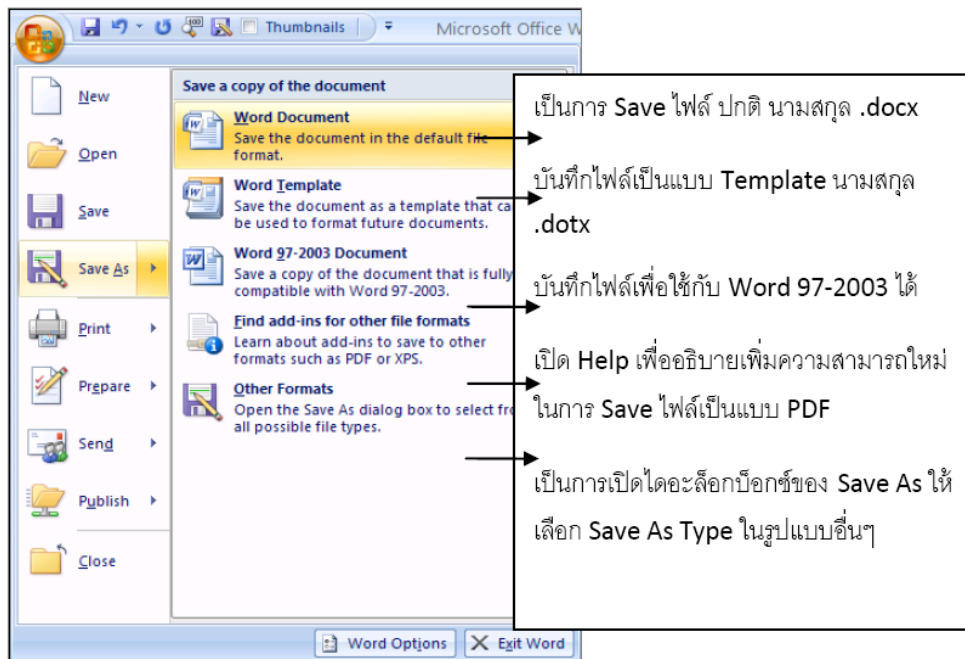 Thumbnails
Microsoft Office W
New
Open
Save
Save As
Print
Prepare
Send
Publish
Close
Save a copy of the document
Word Document
Save the document in the default file
format.
Word Template
Save the document as a template that ca
be used to format future documents.
Word 97-2003 Document
Save a copy of the document that is fully
compatible with Word 97-2003.
Find add-ins for other file formats
Learn about add-ins to save to other
formats such as PDF or XPS.
Other Formats
Open the Save As dialog box to select fr
all possible file types.
เป็นการ Save ไฟล์ ปกติ นามสกุล .docx
บันทึกไฟล์เป็นแบบ Template นามสกุล
.dotx
บันทึกไฟล์เพื่อใช้กับ Word 97-2003 ได้
เปิด Help เพื่ออธิบายเพิ่มความสามารถใหม่
ในการ Save ไฟล์เป็นแบบ PDF
เป็นการเปิดไดอะล็อกบ็อกซ์ของ Save As ให้
เลือก Save As Type ในรูปแบบอื่นๆ
Word Options
Exit Word